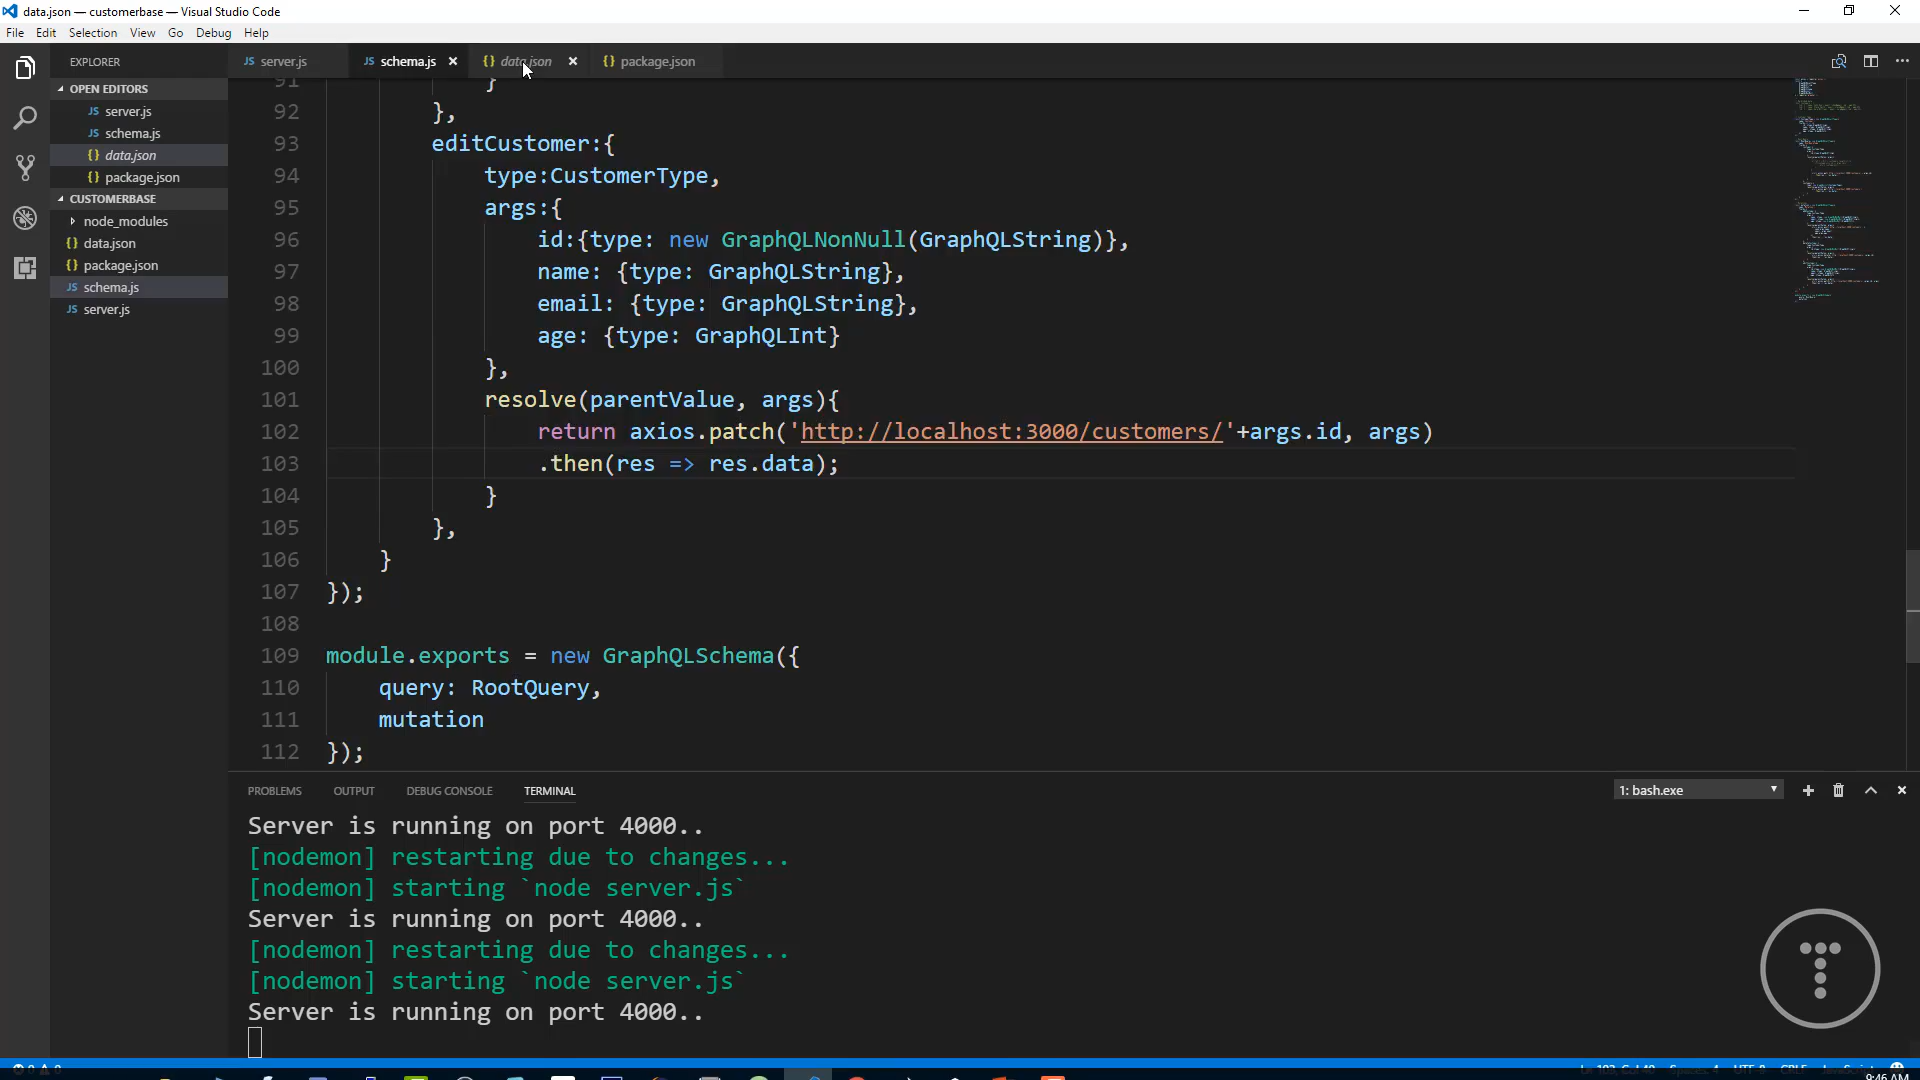 data.json — customerbase — Visual Studio Code
File Edit Selection View Go Debug Help
EXPLORER
OPEN EDITORS
JS server.js
JS schema.js
{} data.json
{} package.json
CUSTOMERBASE
node_modules
{} data.json
{} package.json
JS schema.js
JS server.js
JS server.js JS schema.js {} data.json {} package.json
91 }
92 },
93 editCustomer:{
94 type:CustomerType,
95 args:{
96 id:{type: new GraphQLNonNull(GraphQLString)},
97 name: {type: GraphQLString},
98 email: {type: GraphQLString},
99 age: {type: GraphQLInt}
100 },
101 resolve(parentValue, args){
102 return axios.patch('http://localhost:3000/customers/'+args.id, args)
103 .then(res => res.data);
104 }
105 },
106 }
107 });
108
109 module.exports = new GraphQLSchema({
110 query: RootQuery,
111 mutation
112 });
PROBLEMS OUTPUT DEBUG CONSOLE TERMINAL 1: bash.exe
Server is running on port 4000..
[nodemon] restarting due to changes...
[nodemon] starting `node server.js`
Server is running on port 4000..
[nodemon] restarting due to changes...
[nodemon] starting `node server.js`
Server is running on port 4000..
9:46 AM